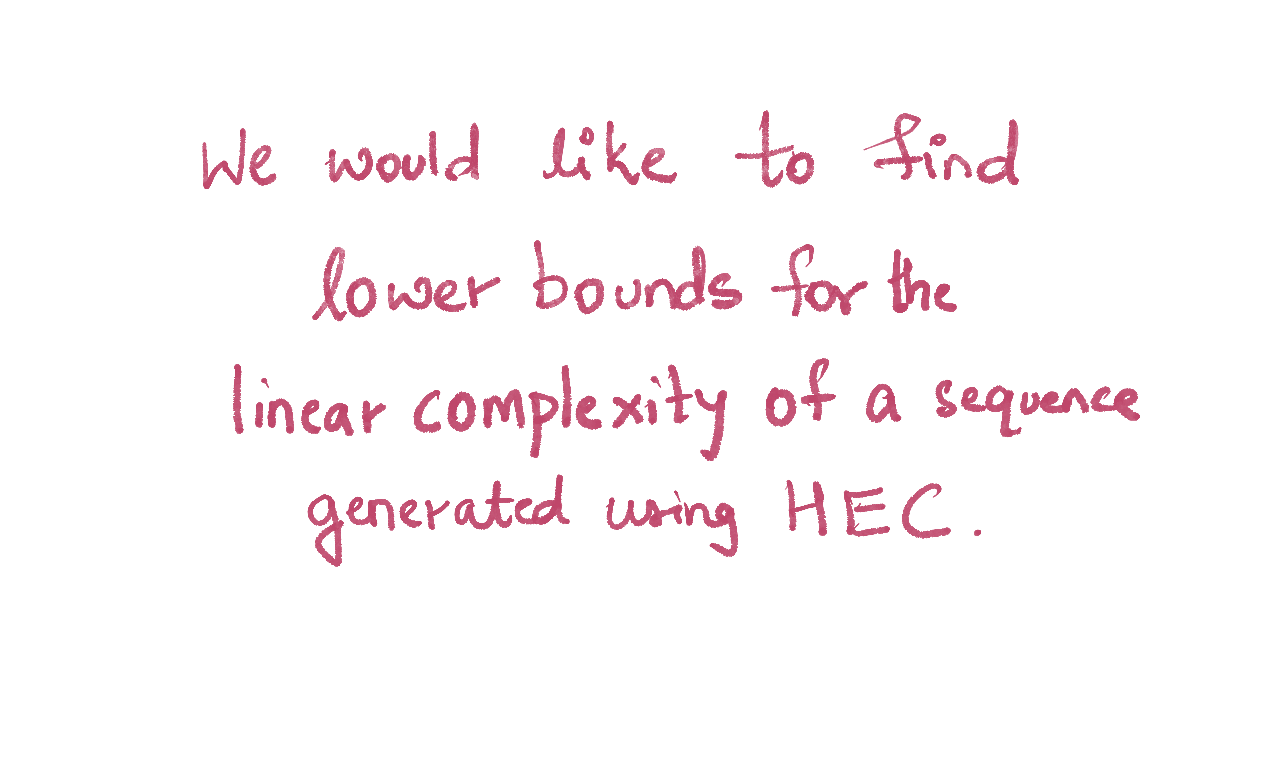 We would like to find
lower bounds for the
linear complexity of a sequence
generated using HEC.